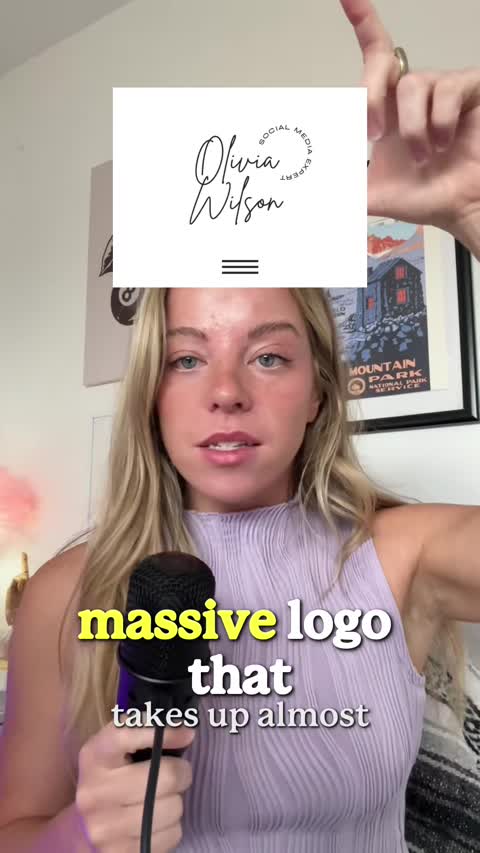 SOCIAL MEDIA EXPERT
Olivia
Wilson
MOUNTAIN
PARK
NATIONAL PARK
SERVICE
massive logo
that
takes up almost